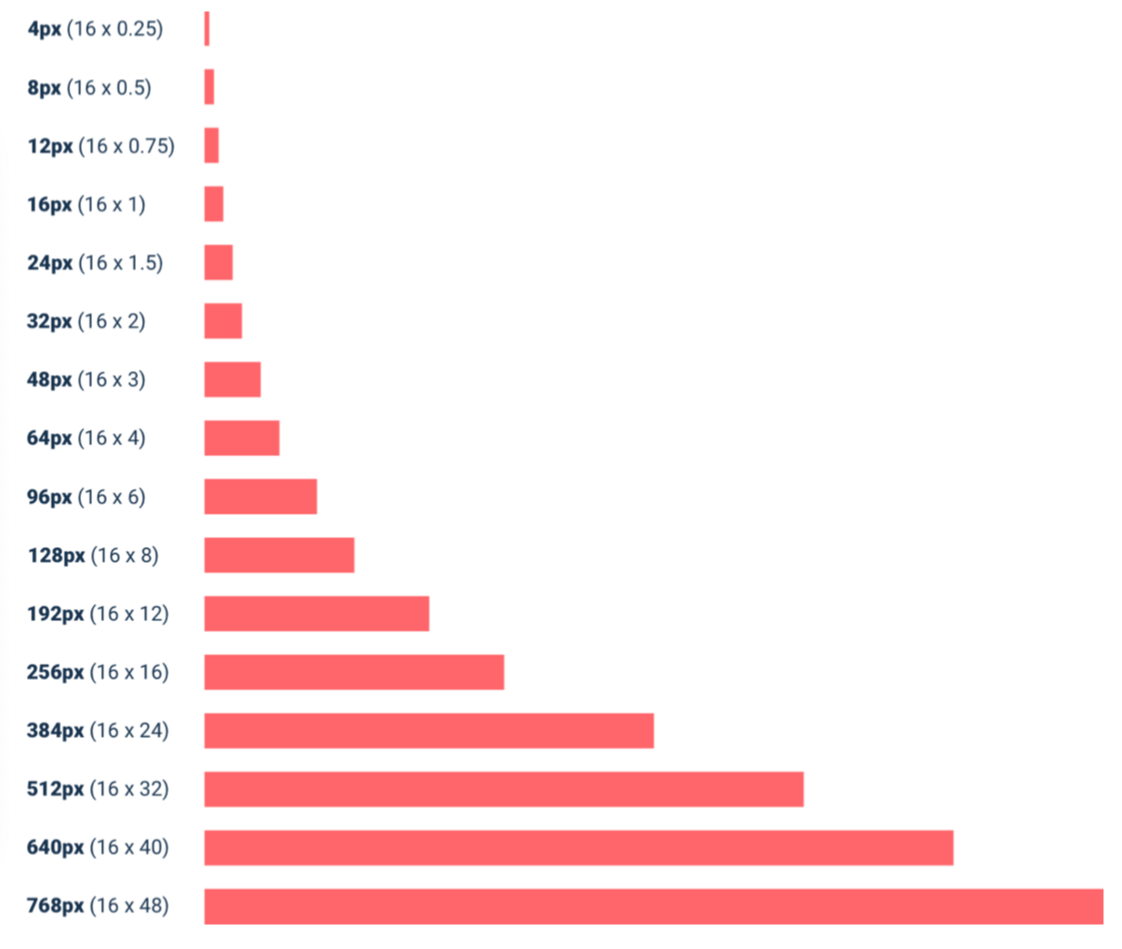 4px (16 x 0.25)
8px (16 x 0.5)
12px (16 x 0.75)
16px (16 x 1)
24px (16 x 1.5)
32px (16 x 2)
48px (16 x 3)
64px (16 x 4)
96px (16 x 6)
128px (16 x 8)
192px (16 x 12)
256px (16 x 16)
384px (16 x 24)
512px (16 x 32)
640px (16 x 40)
768px (16 x 48)